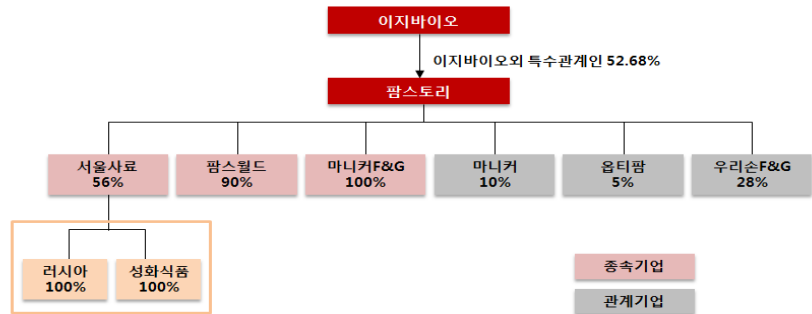 이지바이오
이지바이오외 특수관계인 52.68%
팜스토리
서울사료
56%
팜스월드
90%
마니커F&G
100%
마니커
10%
옵티팜
5%
우리손F&G
28%
러시아
100%
성화식품
100%
종속기업
관계기업